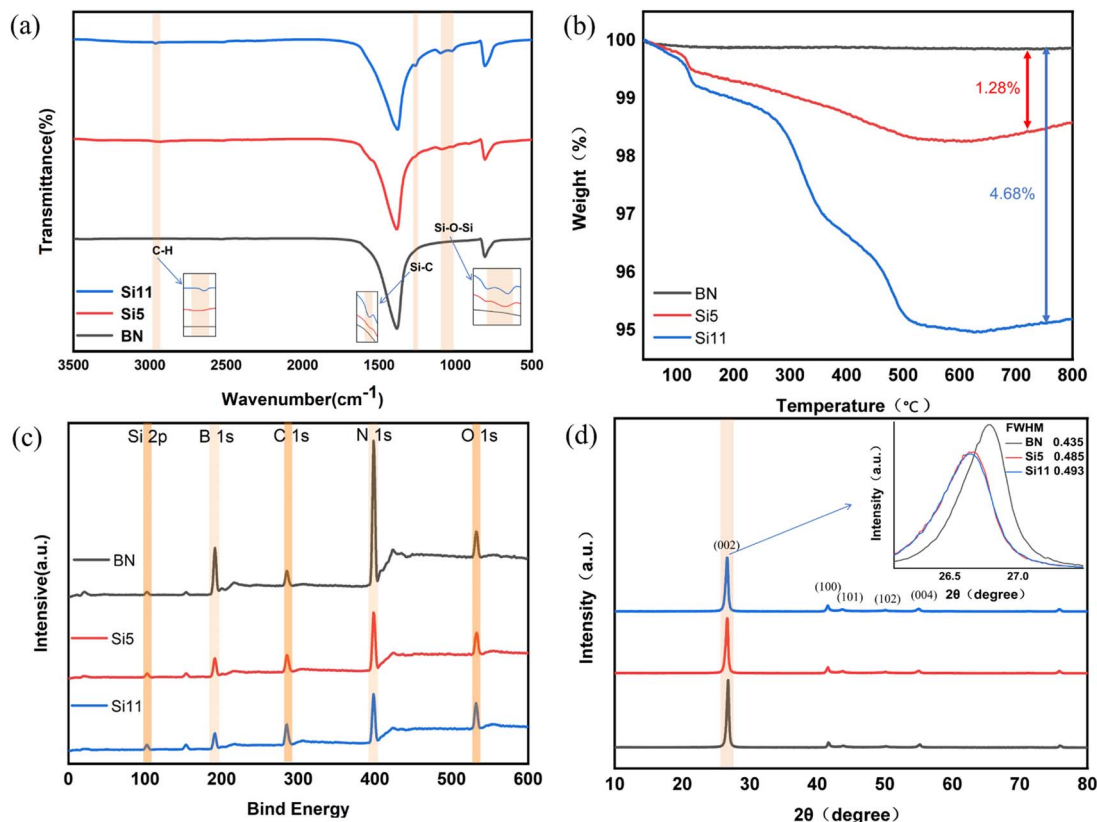 (a)
Transmittance(%)
C-H
Si-C
Si-O-Si
Si11
Si5
BN
3500 3000 2500 2000 1500 1000 500
Wavenumber(cm-1)
(b)
Weight（%）
100
99
98
97
96
95
1.28%
4.68%
BN
Si5
Si11
100 200 300 400 500 600 700 800
Temperature（℃）
(c)
Intensive(a.u.)
Si 2p B 1s C 1s N 1s O 1s
BN
Si5
Si11
0 100 200 300 400 500 600
Bind Energy
(d)
Intensity（a.u.）
(002)
(100)
(101)
(102)
(004)
FWHM
BN 0.435
Si5 0.485
Si11 0.493
Intensity（a.u.）
26.5 27.0
2θ（degree）
10 20 30 40 50 60 70 80
2θ（degree）